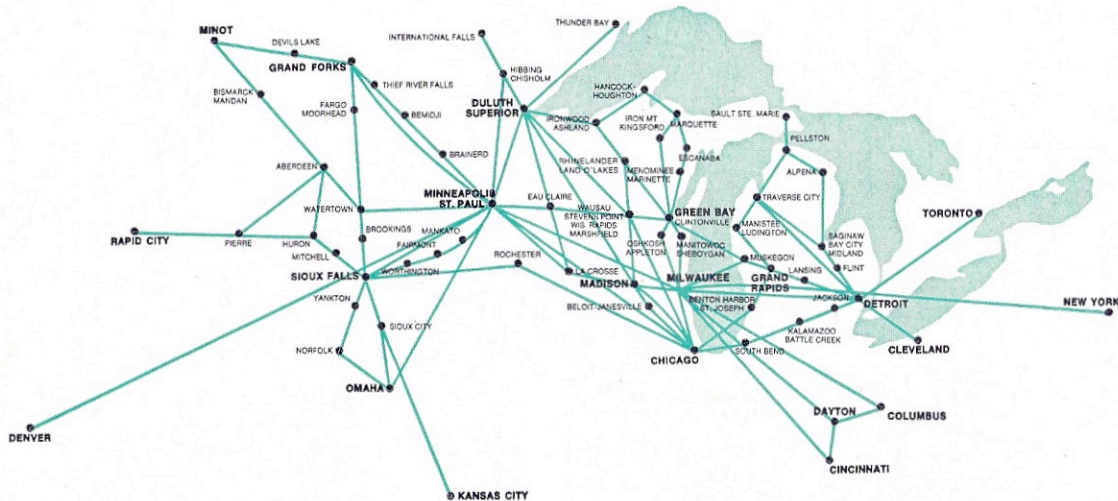 THUNDER BAY
MINOT
INTERNATIONAL FALLS
DEVILS LAKE
GRAND FORKS
HIBBING
CHISHOLM
THIEF RIVER FALLS
BISMARCK
MANDAN
HANCOCK-
HOUGHTON
DULUTH
SUPERIOR
FARGO
MOORHEAD
BEMIDJI
IRONWOOD
ASHLAND
IRON MT
KINGSFORD
MARQUETTE
SAULT STE. MARIE
PELLSTON
BRAINERD
ESCANABA
RHINELANDER
LAND O'LAKES
MENOMINEE
MARINETTE
ABERDEEN
ALPENA
MINNEAPOLIS
ST. PAUL
EAU CLAIRE
TRAVERSE CITY
WATERTOWN
WAUSAU
STEVENS POINT
WIS. RAPIDS
MARSHFIELD
GREEN BAY
CLINTONVILLE
TORONTO
RAPID CITY
PIERRE
HURON
BROOKINGS
MANKATO
FAIRMONT
MANISTEE
LUDINGTON
SAGINAW
BAY CITY
MIDLAND
OSHKOSH
APPLETON
MANITOWOC
SHEBOYGAN
MITCHELL
ROCHESTER
MUSKEGON
SIOUX FALLS
WORTHINGTON
LA CROSSE
LANSING
FLINT
MADISON
MILWAUKEE
GRAND
RAPIDS
YANKTON
BELOIT-JANESVILLE
BENTON HARBOR
ST. JOSEPH
JACKSON
DETROIT
NEW YORK
SIOUX CITY
KALAMAZOO
BATTLE CREEK
NORFOLK
CHICAGO
SOUTH BEND
CLEVELAND
OMAHA
DENVER
DAYTON
COLUMBUS
CINCINNATI
KANSAS CITY